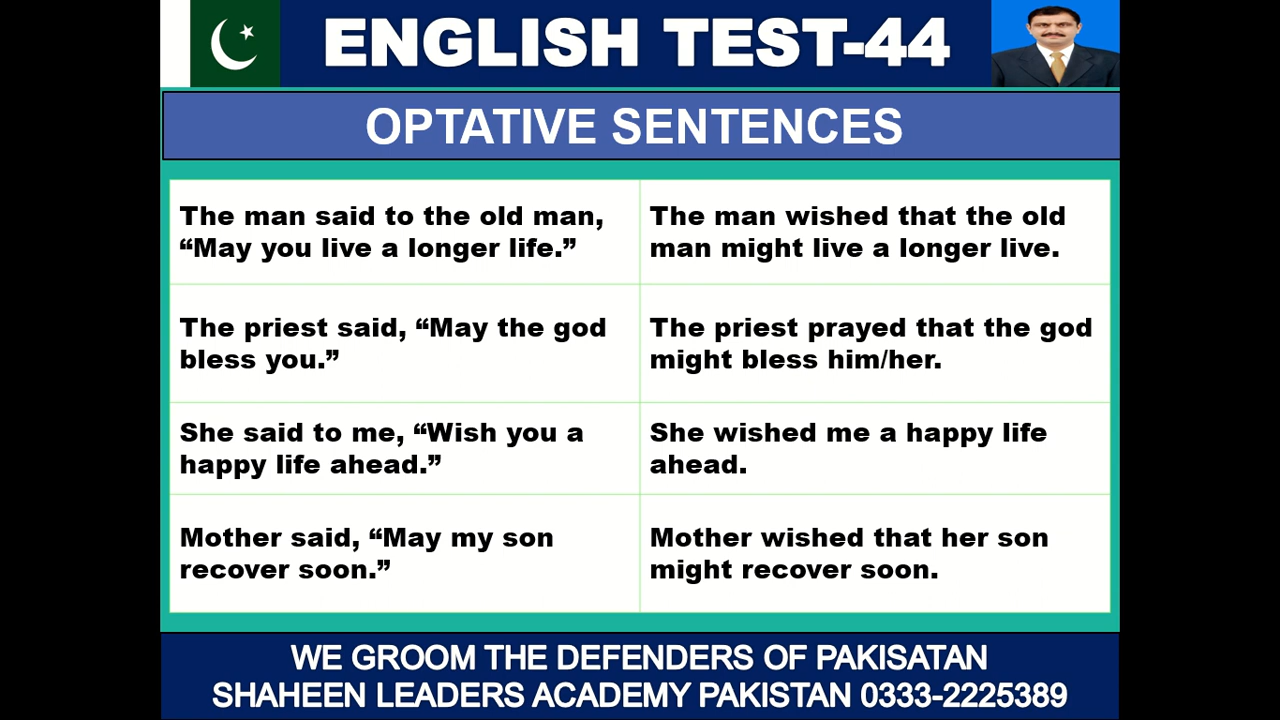 ENGLISH TEST-44
OPTATIVE SENTENCES
The man said to the old man,
“May you live a longer life.”
The man wished that the old
man might live a longer live.
The priest said, “May the god
bless you.”
The priest prayed that the god
might bless him/her.
She said to me, “Wish you a
happy life ahead.”
She wished me a happy life
ahead.
Mother said, “May my son
recover soon.”
Mother wished that her son
might recover soon.
WE GROOM THE DEFENDERS OF PAKISATAN
SHAHEEN LEADERS ACADEMY PAKISTAN 0333-2225389